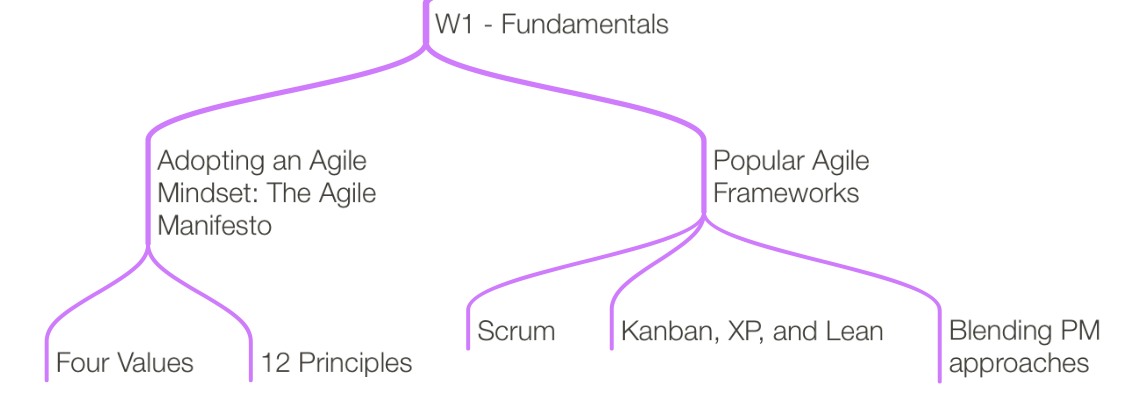 W1 - Fundamentals
Adopting an Agile
Mindset: The Agile
Manifesto
Popular Agile
Frameworks
Four Values
12 Principles
Scrum
Kanban, XP, and Lean
Blending PM
approaches